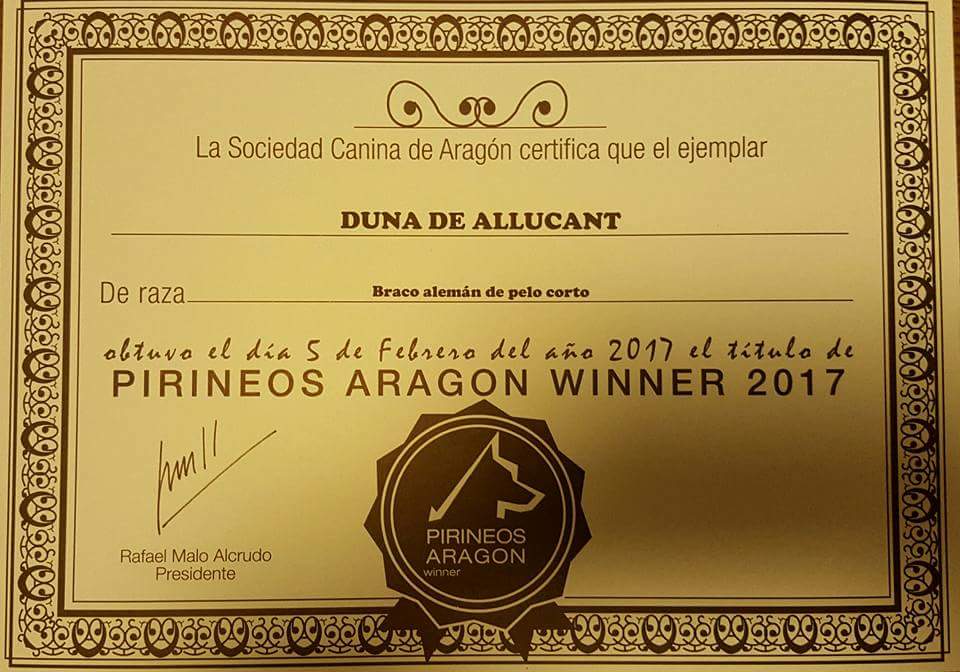 La Sociedad Canina de Aragón certifica que el ejemplar
DUNA DE ALLUCANT
De raza Braco alemán de pelo corto
obtuvo el día 5 de Febrero del año 2017 el título de
PIRINEOS ARAGON WINNER 2017
Rafael Malo Alcrudo
Presidente
PIRINEOS
ARAGON
winner